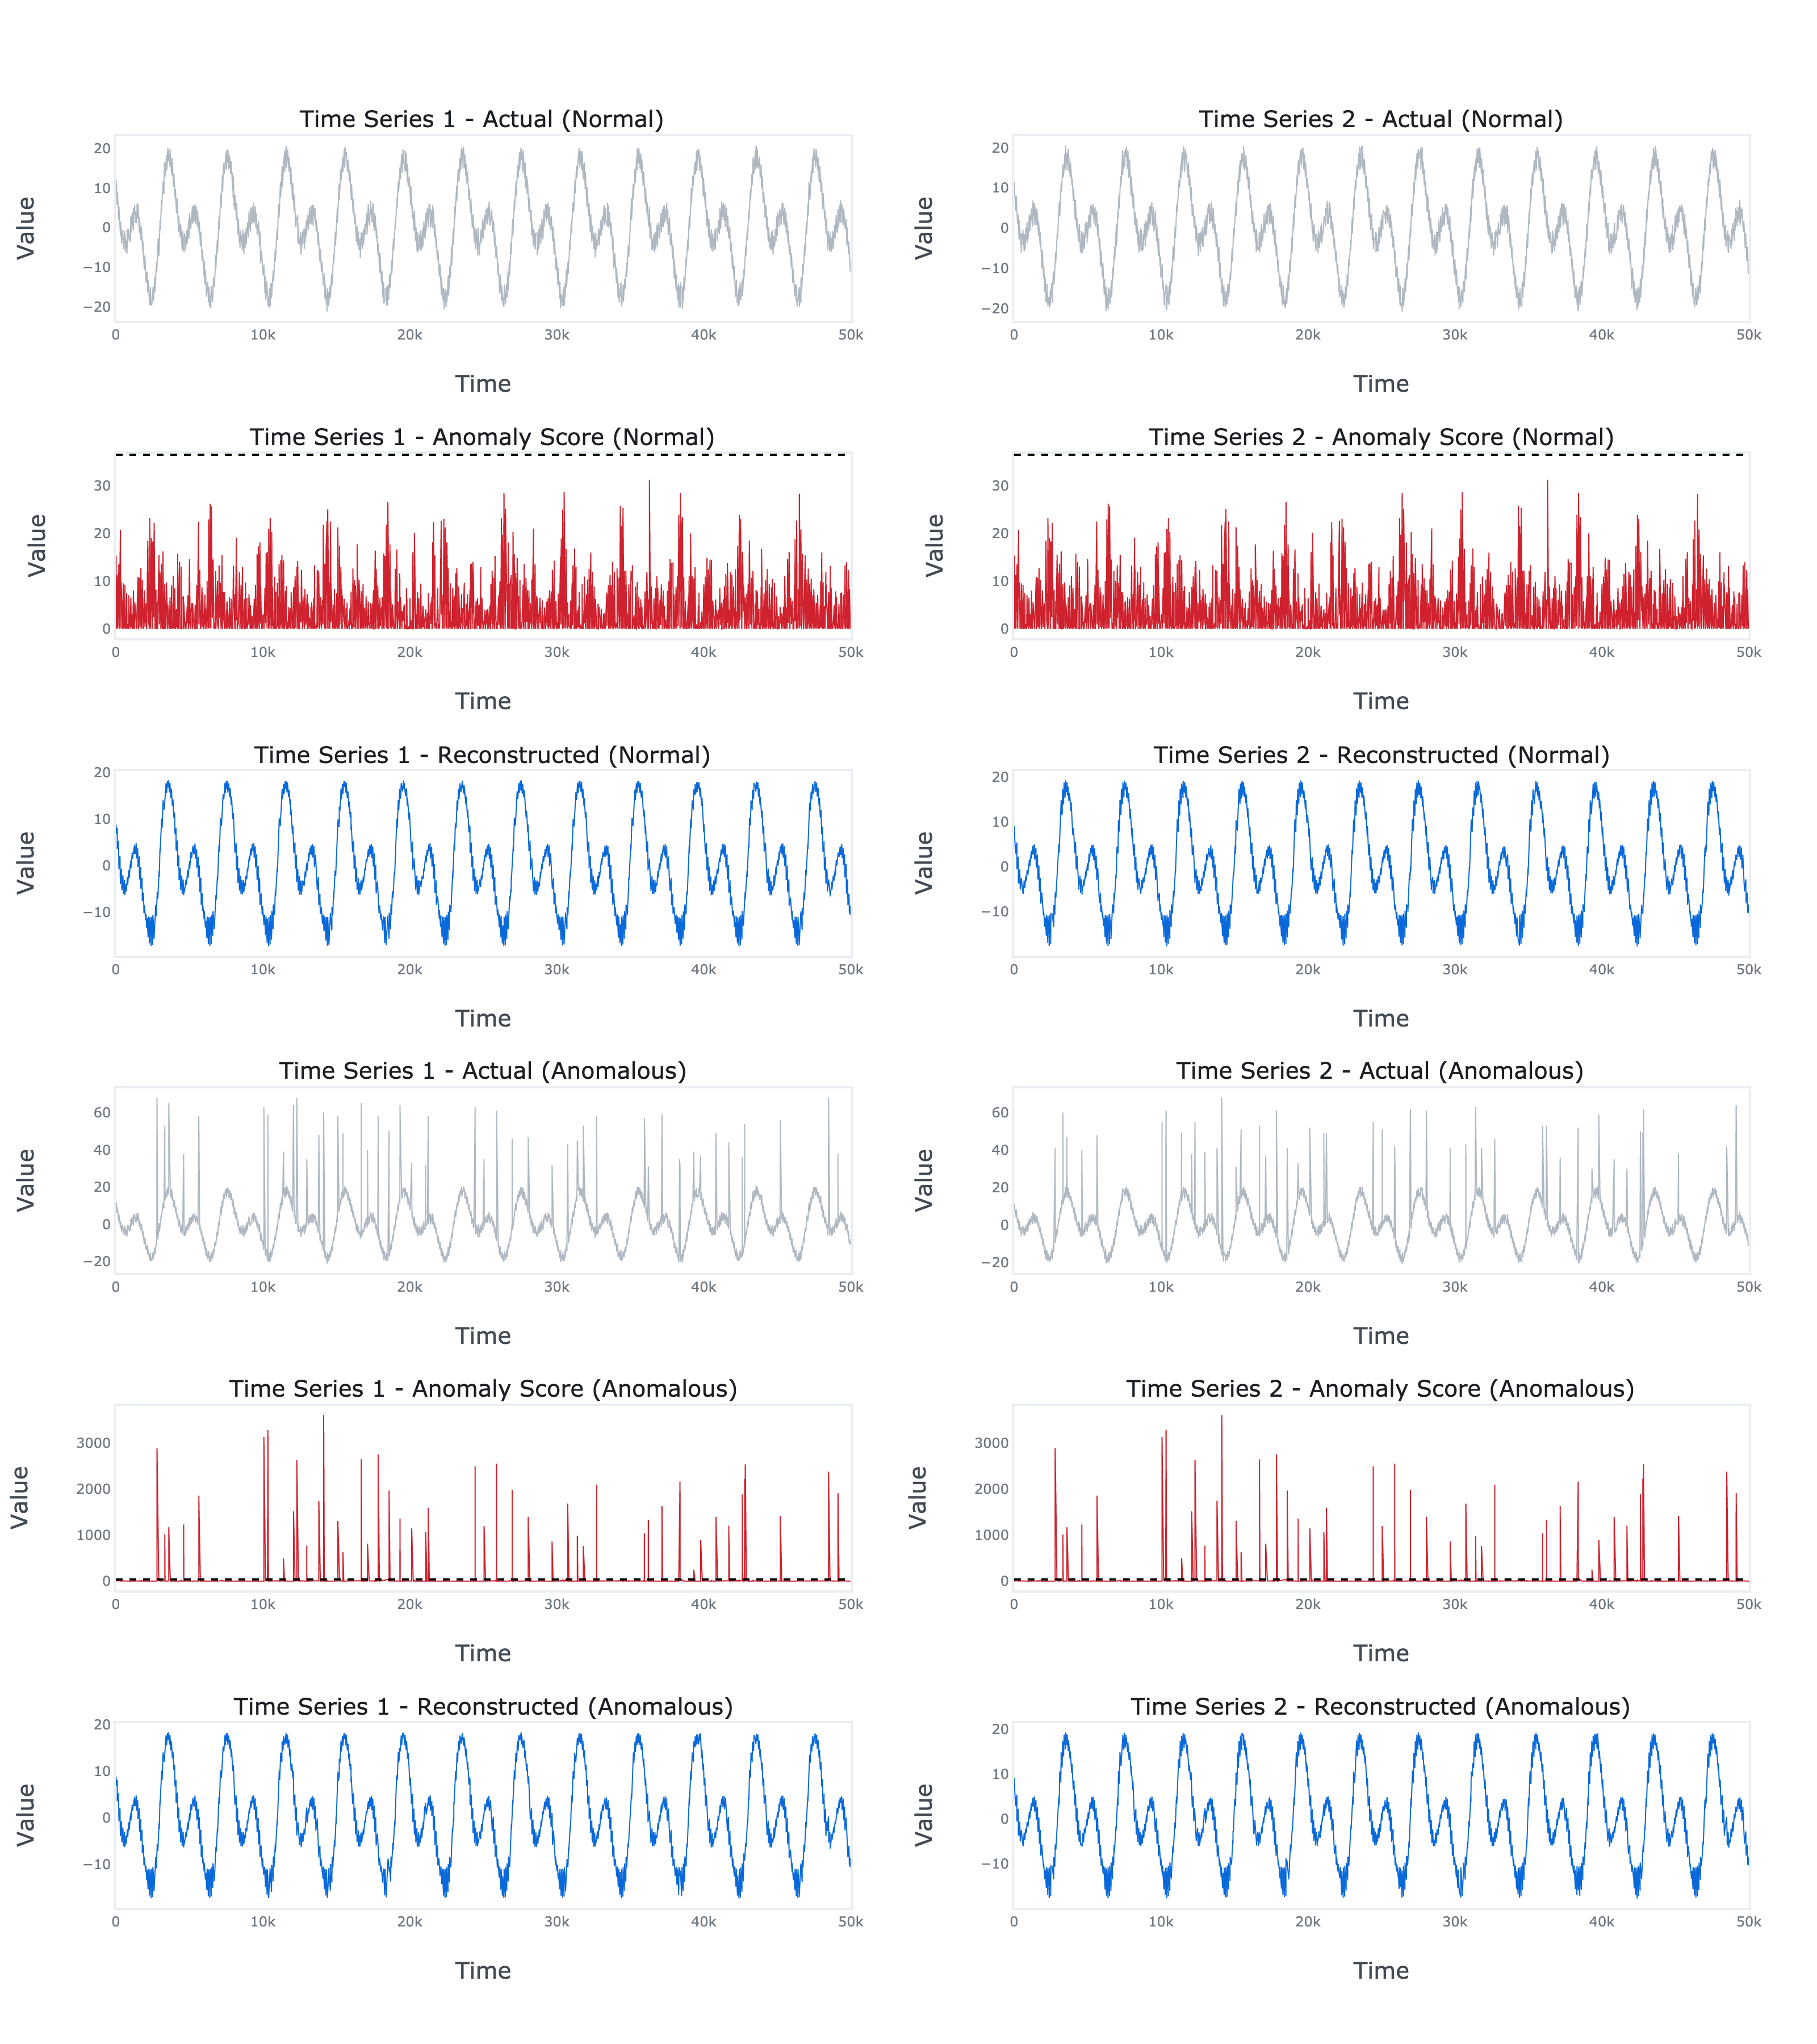 Time Series 1 - Actual (Normal)
Value
20
10
0
−10
−20
0 10k 20k 30k 40k 50k
Time
Time Series 2 - Actual (Normal)
Value
20
10
0
−10
−20
0 10k 20k 30k 40k 50k
Time
Time Series 1 - Anomaly Score (Normal)
Value
30
20
10
0
0 10k 20k 30k 40k 50k
Time
Time Series 2 - Anomaly Score (Normal)
Value
30
20
10
0
0 10k 20k 30k 40k 50k
Time
Time Series 1 - Reconstructed (Normal)
Value
20
10
0
−10
0 10k 20k 30k 40k 50k
Time
Time Series 2 - Reconstructed (Normal)
Value
20
10
0
−10
0 10k 20k 30k 40k 50k
Time
Time Series 1 - Actual (Anomalous)
Value
60
40
20
0
−20
0 10k 20k 30k 40k 50k
Time
Time Series 2 - Actual (Anomalous)
Value
60
40
20
0
−20
0 10k 20k 30k 40k 50k
Time
Time Series 1 - Anomaly Score (Anomalous)
Value
3000
2000
1000
0
0 10k 20k 30k 40k 50k
Time
Time Series 2 - Anomaly Score (Anomalous)
Value
3000
2000
1000
0
0 10k 20k 30k 40k 50k
Time
Time Series 1 - Reconstructed (Anomalous)
Value
20
10
0
−10
0 10k 20k 30k 40k 50k
Time
Time Series 2 - Reconstructed (Anomalous)
Value
20
10
0
−10
0 10k 20k 30k 40k 50k
Time